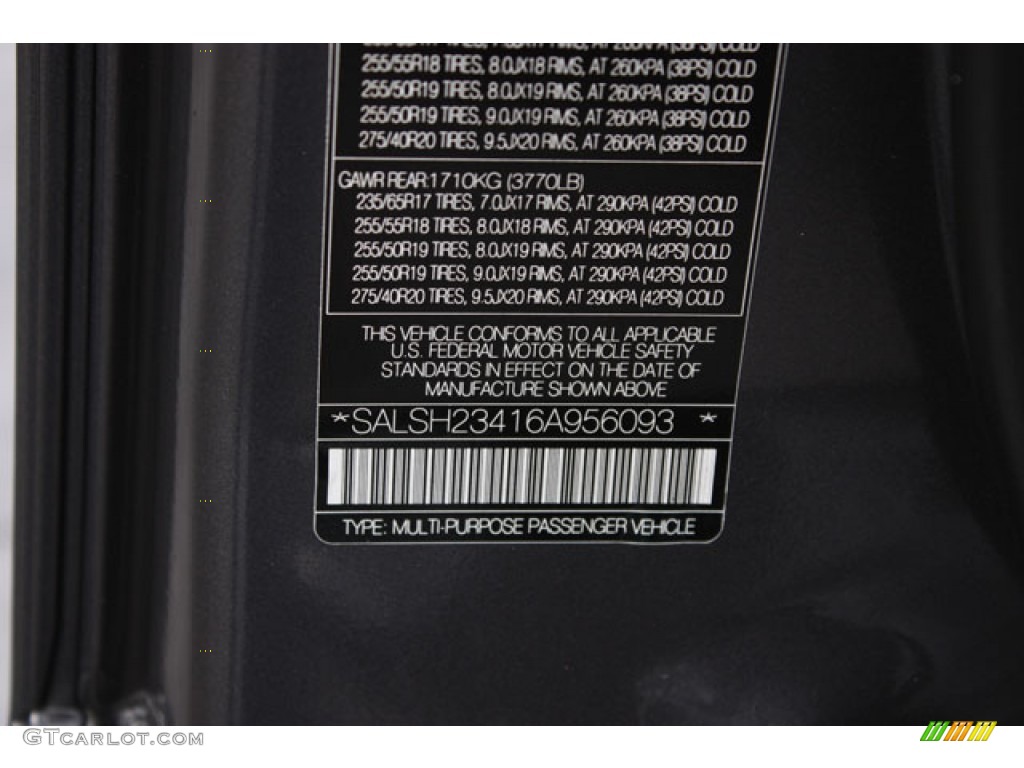 TIRES, AT COLD
255/55R18 TIRES, 8.0JX18 RIMS, AT 260KPA (38PSI) COLD
255/50R19 TIRES, 8.0JX19 RIMS, AT 260KPA (38PSI) COLD
255/50R19 TIRES, 9.0JX19 RIMS, AT 260KPA (38PSI) COLD
275/40R20 TIRES, 9.5JX20 RIMS, AT 260KPA (38PSI) COLD
GAWR REAR:1710KG (3770LB)
235/65R17 TIRES, 7.0JX17 RIMS, AT 290KPA (42PSI) COLD
255/55R18 TIRES, 8.0JX18 RIMS, AT 290KPA (42PSI) COLD
255/50R19 TIRES, 8.0JX19 RIMS, AT 290KPA (42PSI) COLD
255/50R19 TIRES, 9.0JX19 RIMS, AT 290KPA (42PSI) COLD
275/40R20 TIRES, 9.5JX20 RIMS, AT 290KPA (42PSI) COLD
THIS VEHICLE CONFORMS TO ALL APPLICABLE
U.S. FEDERAL MOTOR VEHICLE SAFETY
STANDARDS IN EFFECT ON THE DATE OF
MANUFACTURE SHOWN ABOVE
*SALSH23416A956093 *
TYPE: MULTI-PURPOSE PASSENGER VEHICLE
GTCarlot.com